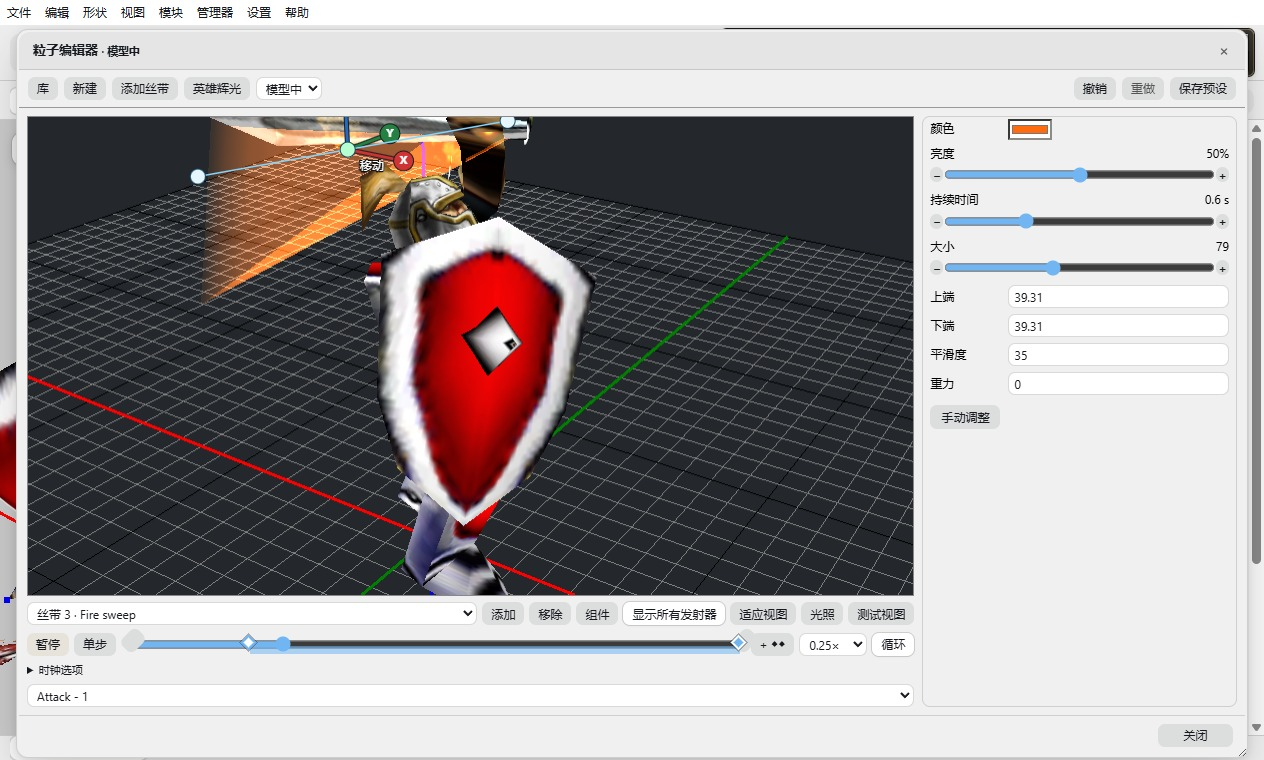 文件 编辑 形状 视图 模块 管理器 设置 帮助
粒子编辑器 · 模型中 ×
库 新建 添加丝带 英雄辉光 模型中 撤销 重做 保存预设
Y
X
移动
颜色
亮度 50%
− +
持续时间 0.6 s
− +
大小 79
− +
上端 39.31
下端 39.31
平滑度 35
重力 0
手动调整
丝带 3 · Fire sweep 添加 移除 组件 显示所有发射器 适应视图 光照 测试视图
暂停 单步 + ◆◆ 0.25× 循环
时钟选项
Attack - 1
关闭